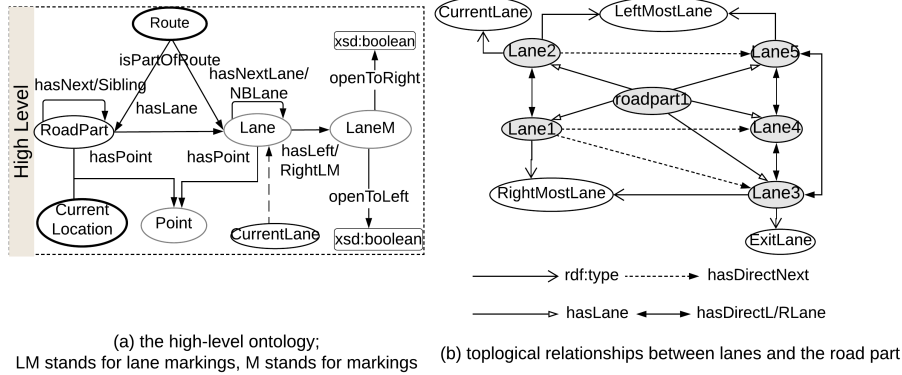 High Level
Route
isPartOfRoute
hasNext/Sibling
hasNextLane/
NBLane
hasLane
xsd:boolean
openToRight
RoadPart
Lane
LaneM
hasPoint
hasPoint
hasLeft/
RightLM
openToLeft
Current
Location
Point
CurrentLane
xsd:boolean
(a) the high-level ontology;
LM stands for lane markings, M stands for markings
CurrentLane
LeftMostLane
Lane2
Lane5
roadpart1
Lane1
Lane4
RightMostLane
Lane3
ExitLane
rdf:type
hasDirectNext
hasLane
hasDirectL/RLane
(b) toplogical relationships between lanes and the road part